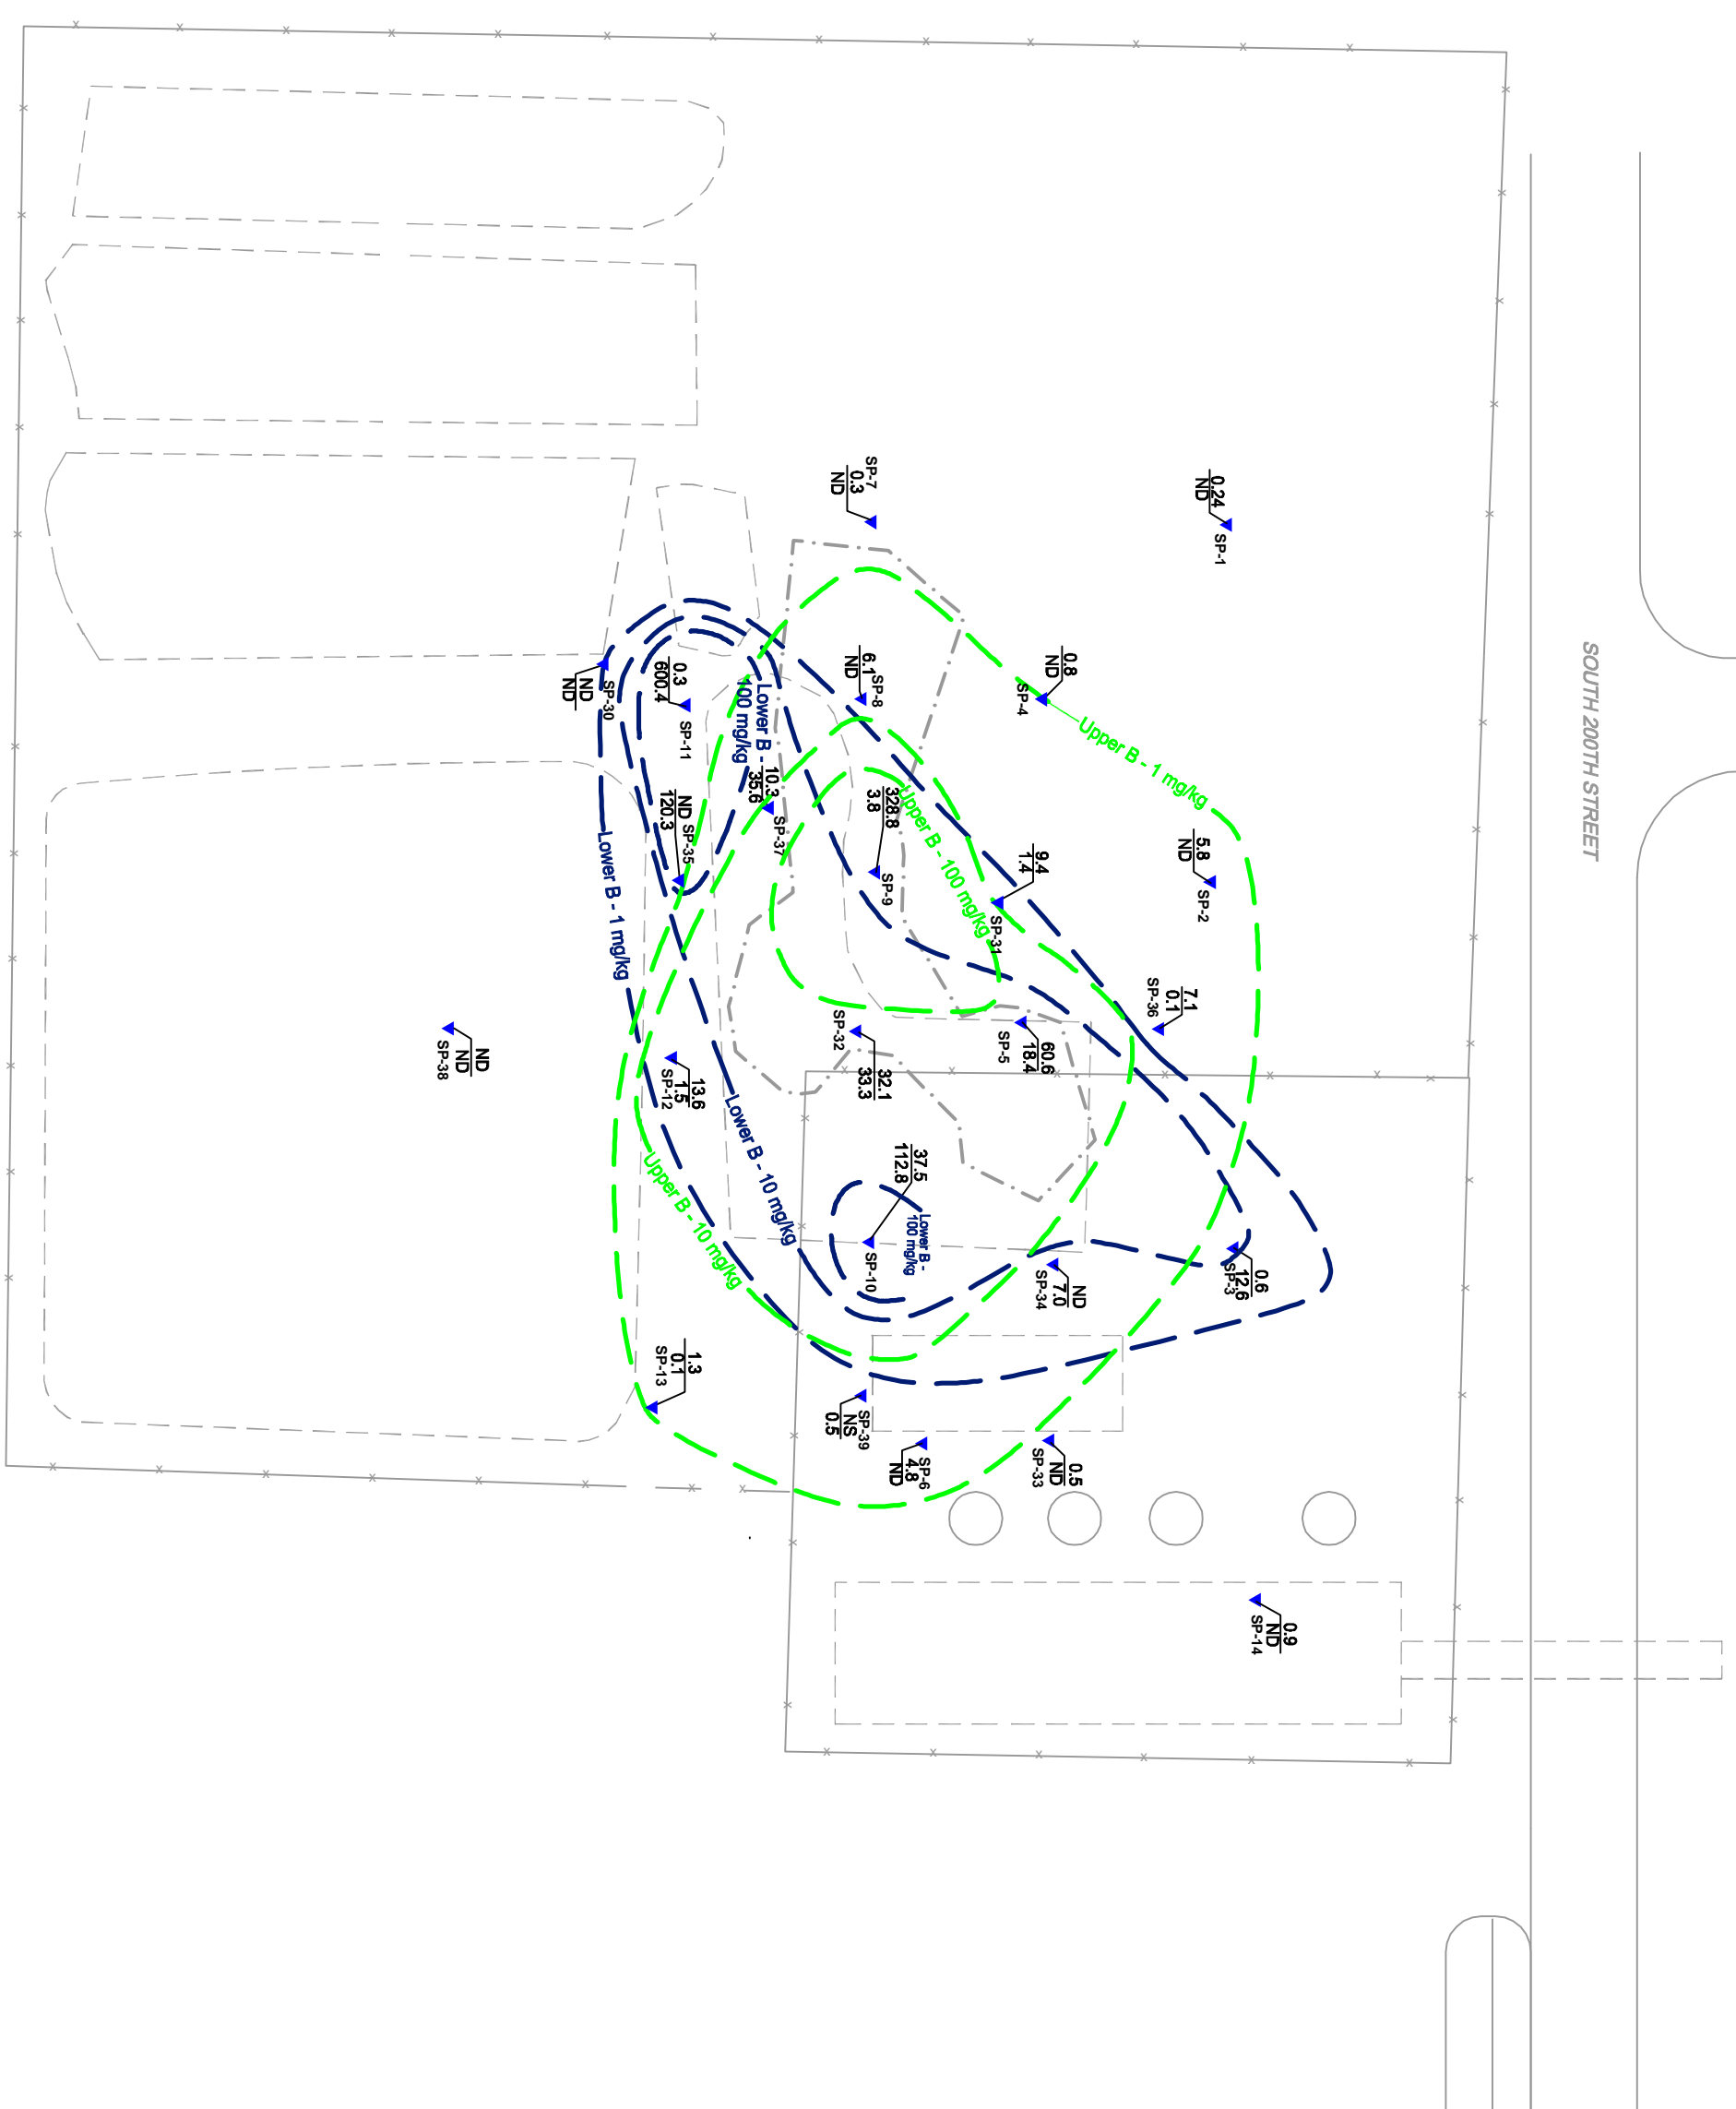 SOUTH 200TH STREET
0.24
ND
SP-1
SP-7
0.3
ND
0.8
ND
SP-4
Upper B - 1 mg/kg
6.1
ND
SP-8
SP-30
ND
ND
0.3
600.4
SP-11
Lower B -
100 mg/kg
10.3
35.6
SP-37
ND
120.3
SP-35
328.8
3.8
SP-9
Upper B - 100 mg/kg
9.4
1.4
SP-31
5.8
ND
SP-2
Lower B - 1 mg/kg
7.1
0.1
SP-36
60.6
18.4
SP-5
32.1
33.3
SP-32
ND
ND
SP-38
13.6
1.5
SP-12
Lower B - 10 mg/kg
Upper B - 10 mg/kg
37.5
112.8
SP-10
Lower B -
100 mg/kg
ND
7.0
SP-34
0.6
12.6
SP-3
1.3
0.1
SP-13
SP-39
NS
0.5
SP-6
4.8
ND
0.5
ND
SP-33
0.9
ND
SP-14